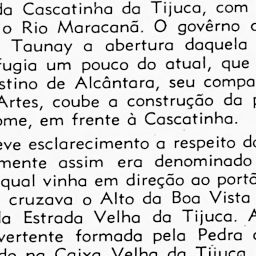 da Cascatinha da Tijuca, com
o Rio Maracanã. O govêrno
Taunay a abertura daquela
fugia um pouco do atual, que
stino de Alcântara, seu compa
Artes, coube a construção da
ome, em frente à Cascatinha.
eve esclarecimento a respeito d
mente assim era denominado
qual vinha em direção ao portã
cruzava o Alto da Boa Vista
la Estrada Velha da Tijuca. A
vertente formada pela Pedra
do na Caixa Velha da Tijuca